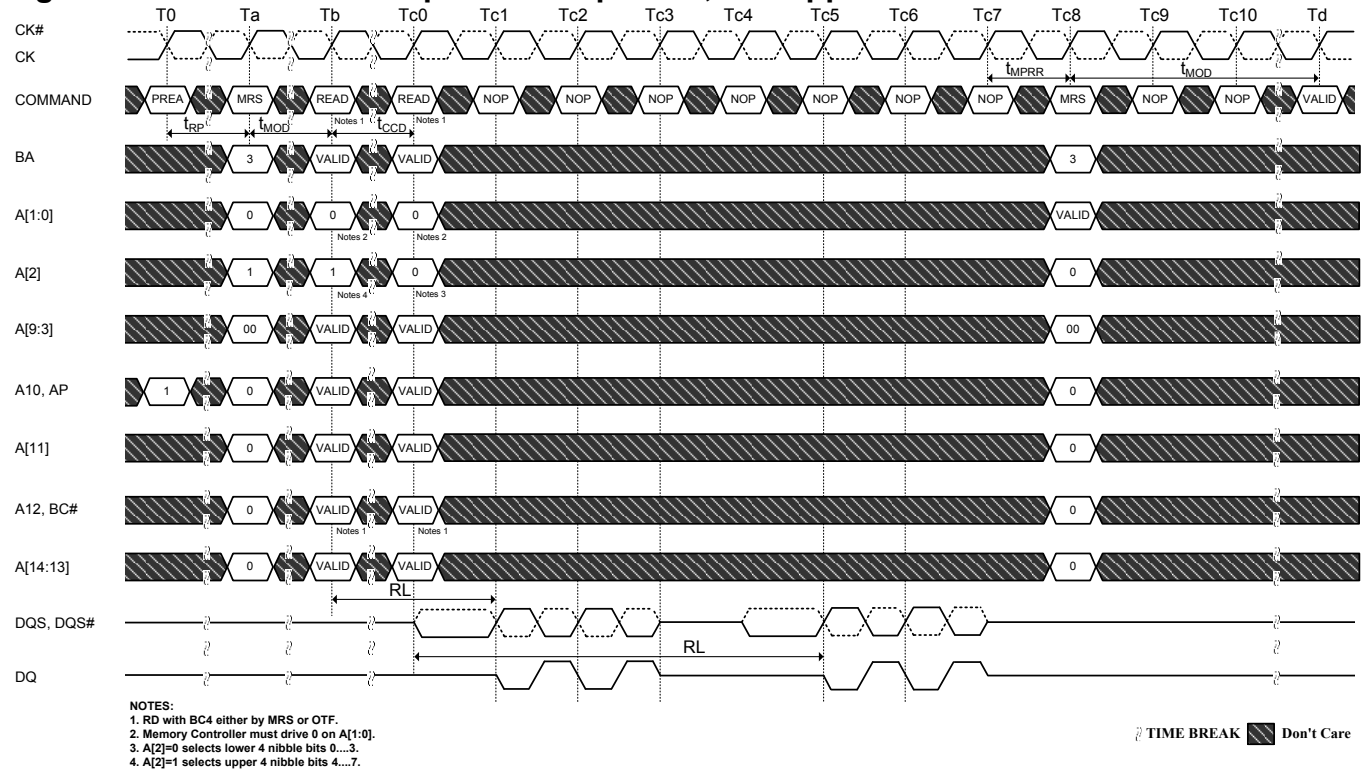 T0 Ta Tb Tc0 Tc1 Tc2 Tc3 Tc4 Tc5 Tc6 Tc7 Tc8 Tc9 Tc10 Td
CK#
CK
tMPRR tMOD
COMMAND PREA MRS READ READ NOP NOP NOP NOP NOP NOP NOP MRS NOP NOP VALID
Notes 1 Notes 1
tRP tMOD tCCD
BA 3 VALID VALID 3
A[1:0] 0 0 0 VALID
Notes 2 Notes 2
A[2] 1 1 0 0
Notes 4 Notes 3
A[9:3] 00 VALID VALID 00
A10, AP 1 0 VALID VALID 0
A[11] 0 VALID VALID 0
A12, BC# 0 VALID VALID 0
Notes 1 Notes 1
A[14:13] 0 VALID VALID 0
RL
DQS, DQS#
RL
DQ
NOTES:
1. RD with BC4 either by MRS or OTF.
2. Memory Controller must drive 0 on A[1:0].
3. A[2]=0 selects lower 4 nibble bits 0....3.
4. A[2]=1 selects upper 4 nibble bits 4....7.
TIME BREAK Don't Care